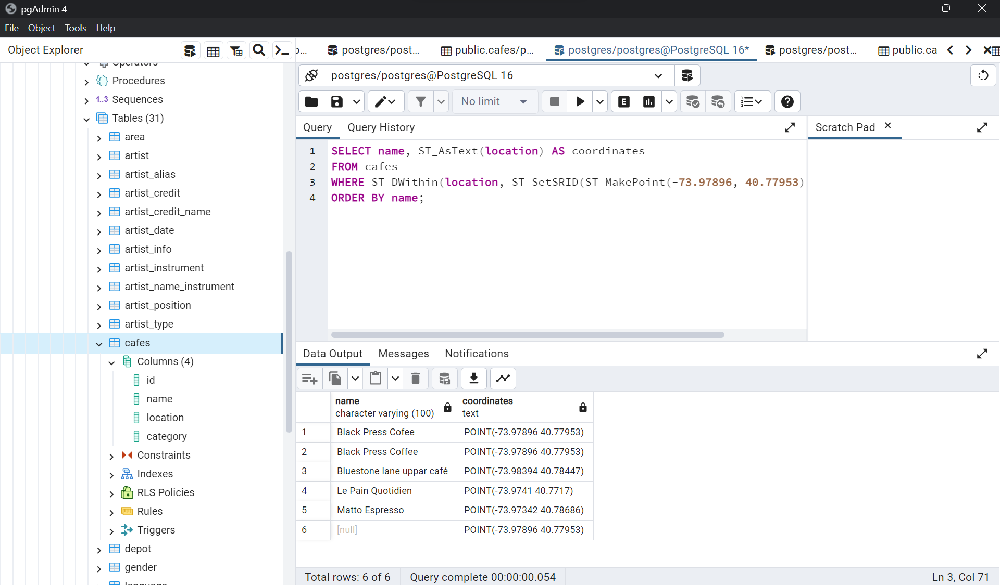 pgAdmin 4
File Object Tools Help
Object Explorer
postgres/post...
public.cafes/p...
postgres/postgres@PostgreSQL 16*
postgres/post...
public.ca
Operators
Procedures
1..3 Sequences
Tables (31)
area
artist
artist_alias
artist_credit
artist_credit_name
artist_date
artist_info
artist_instrument
artist_name_instrument
artist_position
artist_type
cafes
Columns (4)
id
name
location
category
Constraints
Indexes
RLS Policies
Rules
Triggers
depot
gender
language
postgres/postgres@PostgreSQL 16
No limit
E
Query Query History
Scratch Pad
1 SELECT name, ST_AsText(location) AS coordinates
2 FROM cafes
3 WHERE ST_DWithin(location, ST_SetSRID(ST_MakePoint(-73.97896, 40.77953)
4 ORDER BY name;
Data Output Messages Notifications
name coordinates
character varying (100) text
1 Black Press Cofee POINT(-73.97896 40.77953)
2 Black Press Coffee POINT(-73.97896 40.77953)
3 Bluestone lane uppar café POINT(-73.98394 40.78447)
4 Le Pain Quotidien POINT(-73.9741 40.7717)
5 Matto Espresso POINT(-73.97342 40.78686)
6 [null] POINT(-73.97896 40.77953)
Total rows: 6 of 6 Query complete 00:00:00.054 Ln 3, Col 71